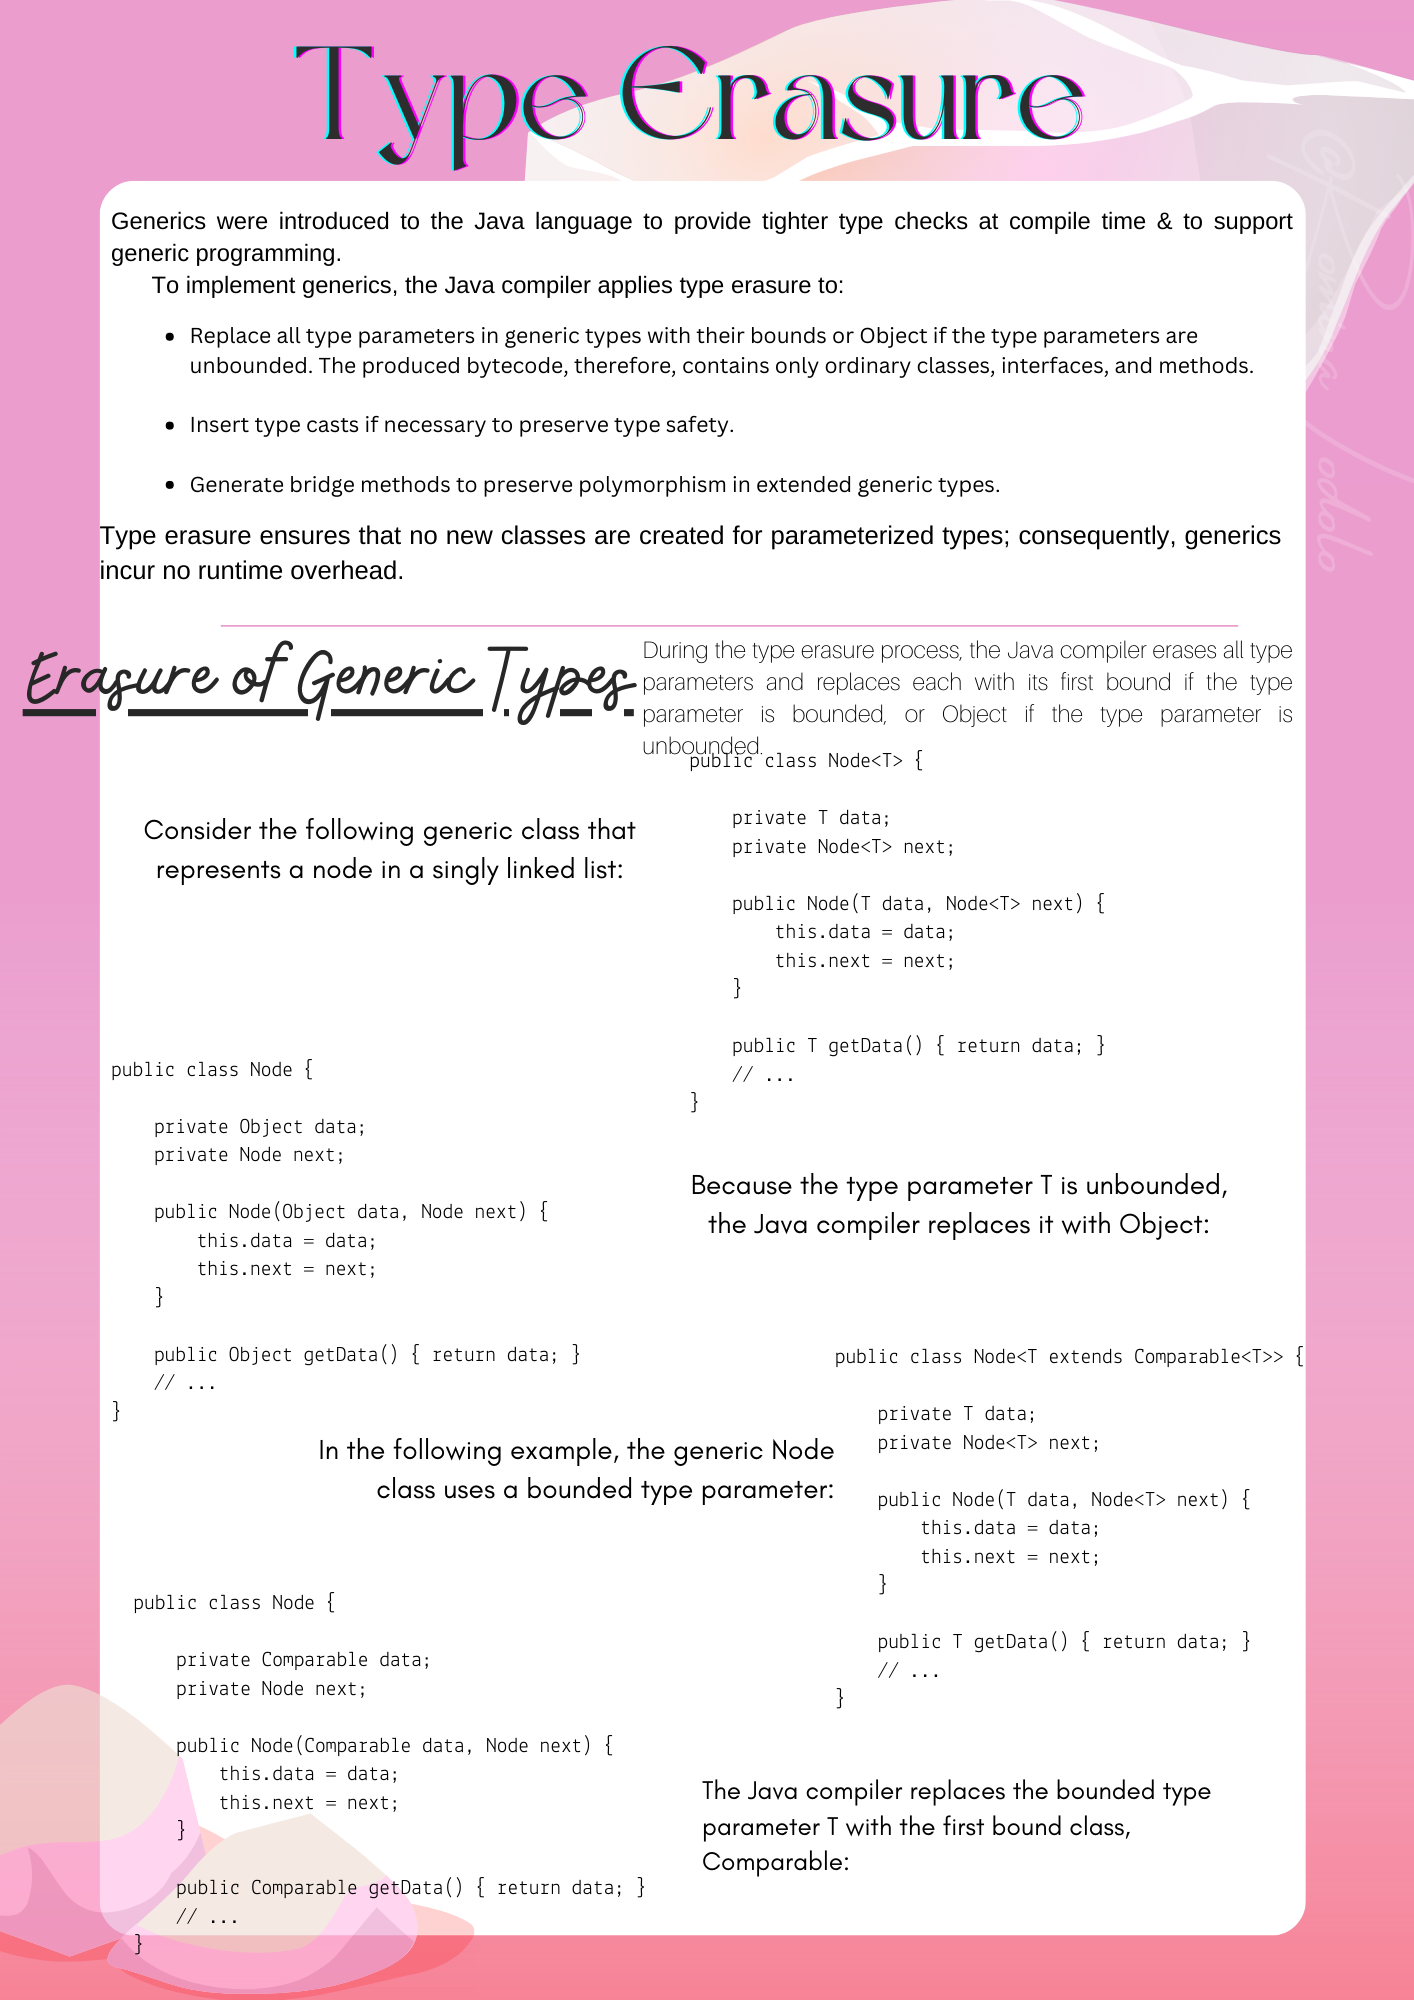 Type Erasure
Generics were introduced to the Java language to provide tighter type checks at compile time & to support
generic programming.
To implement generics, the Java compiler applies type erasure to:
• Replace all type parameters in generic types with their bounds or Object if the type parameters are
unbounded. The produced bytecode, therefore, contains only ordinary classes, interfaces, and methods.
• Insert type casts if necessary to preserve type safety.
• Generate bridge methods to preserve polymorphism in extended generic types.
Type erasure ensures that no new classes are created for parameterized types; consequently, generics
incur no runtime overhead.
Erasure of Generic Types
During the type erasure process, the Java compiler erases all type
parameters and replaces each with its first bound if the type
parameter is bounded, or Object if the type parameter is
unbounded.
Consider the following generic class that
represents a node in a singly linked list:
public class Node<T> {
    private T data;
    private Node<T> next;
    public Node(T data, Node<T> next) {
        this.data = data;
        this.next = next;
    }
    public T getData() { return data; }
    // ...
}
Because the type parameter T is unbounded,
the Java compiler replaces it with Object:
public class Node {
    private Object data;
    private Node next;
    public Node(Object data, Node next) {
        this.data = data;
        this.next = next;
    }
    public Object getData() { return data; }
    // ...
}
In the following example, the generic Node
class uses a bounded type parameter:
public class Node<T extends Comparable<T>> {
    private T data;
    private Node<T> next;
    public Node(T data, Node<T> next) {
        this.data = data;
        this.next = next;
    }
    public T getData() { return data; }
    // ...
}
The Java compiler replaces the bounded type
parameter T with the first bound class,
Comparable:
public class Node {
    private Comparable data;
    private Node next;
    public Node(Comparable data, Node next) {
        this.data = data;
        this.next = next;
    }
    public Comparable getData() { return data; }
    // ...
}